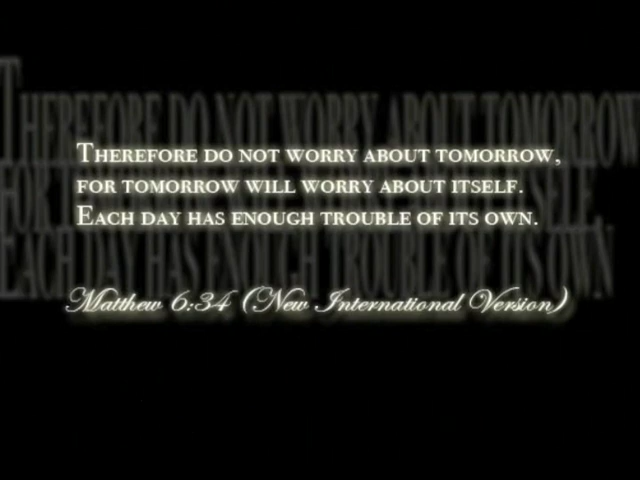 Therefore do not worry about tomorrow,
for tomorrow will worry about itself.
Each day has enough trouble of its own.
Matthew 6:34 (New International Version)